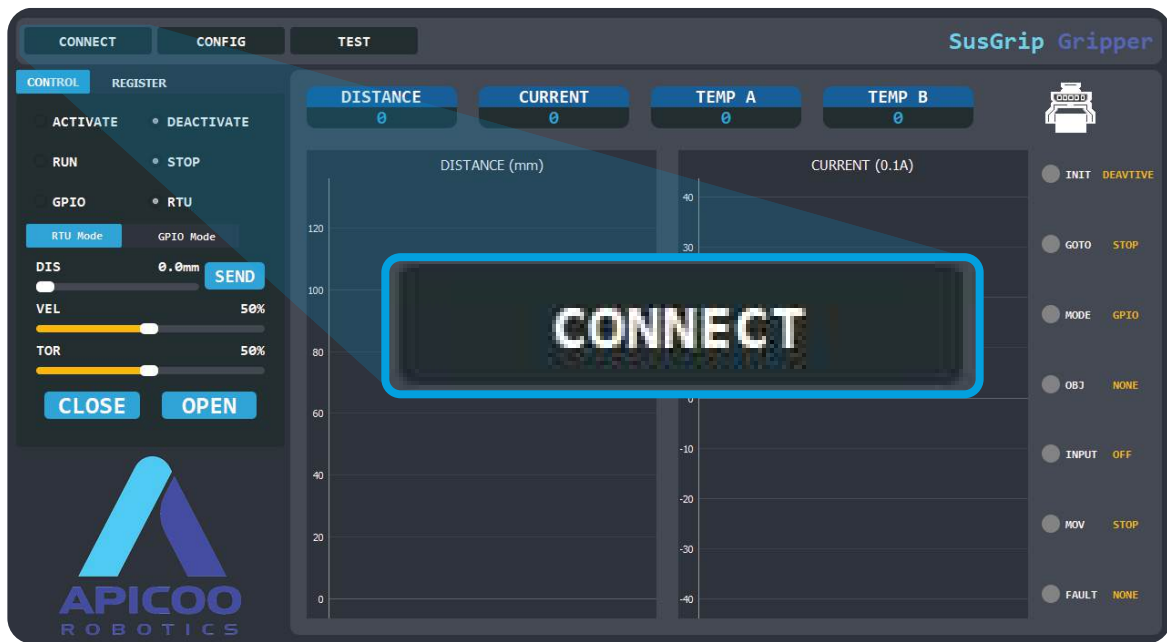 CONNECT CONFIG TEST
SusGrip Gripper
CONTROL REGISTER
ACTIVATE DEACTIVATE
RUN STOP
GPIO RTU
RTU Mode GPIO Mode
DIS 0.0mm SEND
VEL 50%
TOR 50%
CLOSE OPEN
APICOO
ROBOTICS
DISTANCE CURRENT TEMP A TEMP B
0 0 0 0
DISTANCE (mm)
120
100
80
60
40
20
0
CURRENT (0.1A)
40
30
0
-10
-20
-30
-40
CONNECT
INIT DEAVTIVE
GOTO STOP
MODE GPIO
OBJ NONE
INPUT OFF
MOV STOP
FAULT NONE